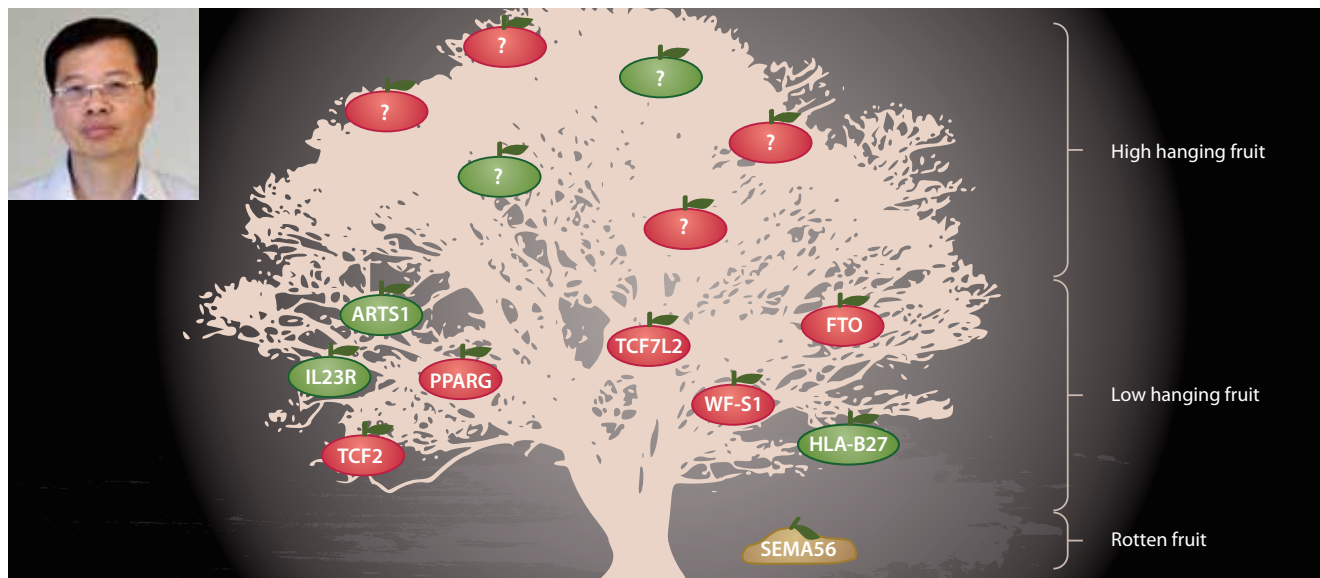 ?
?
?
?
?
?
High hanging fruit
ARTS1
FTO
TCF7L2
IL23R
PPARG
WF-S1
Low hanging fruit
HLA-B27
TCF2
SEMA56
Rotten fruit